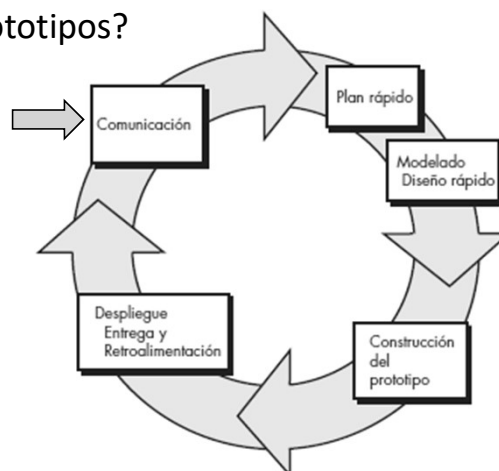 ototipos?
Comunicación
Plan rápido
Modelado
Diseño rápido
Construcción
del
prototipo
Despliegue
Entrega y
Retroalimentación